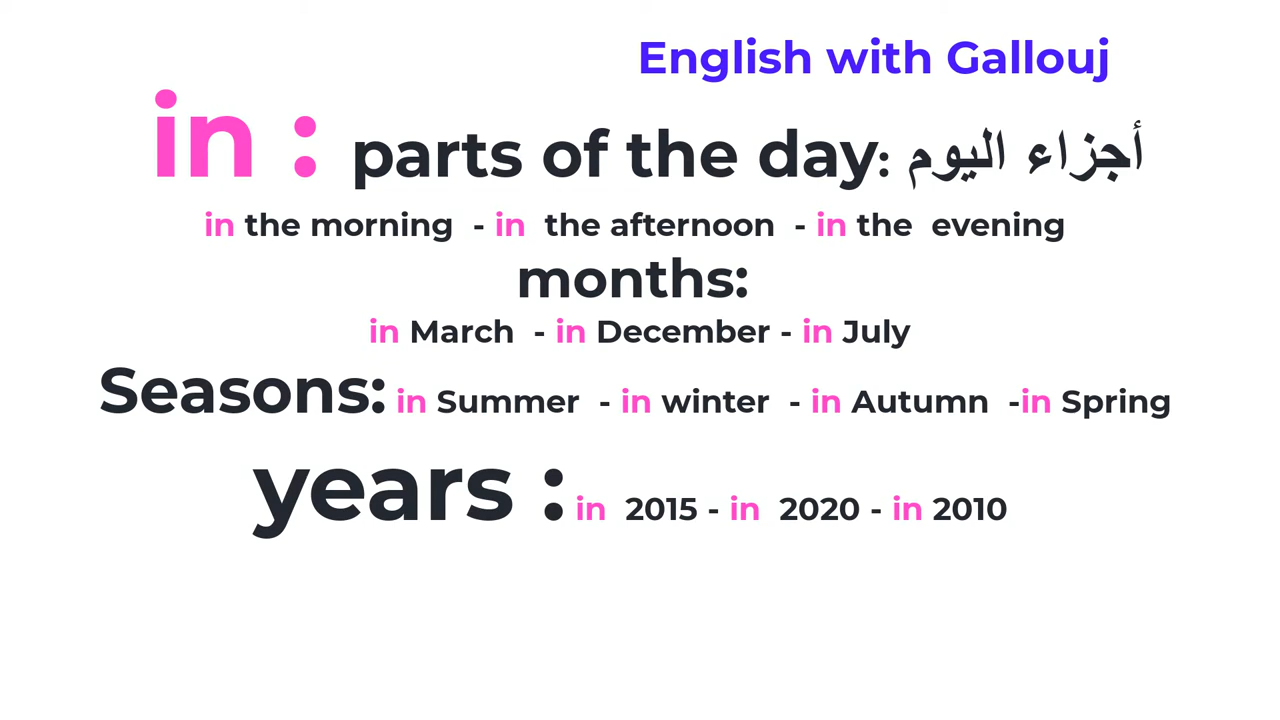 English with Gallouj
in : parts of the day: أجزاء اليوم
in the morning - in the afternoon - in the evening
months:
in March - in December - in July
Seasons: in Summer - in winter - in Autumn -in Spring
years : in 2015 - in 2020 - in 2010